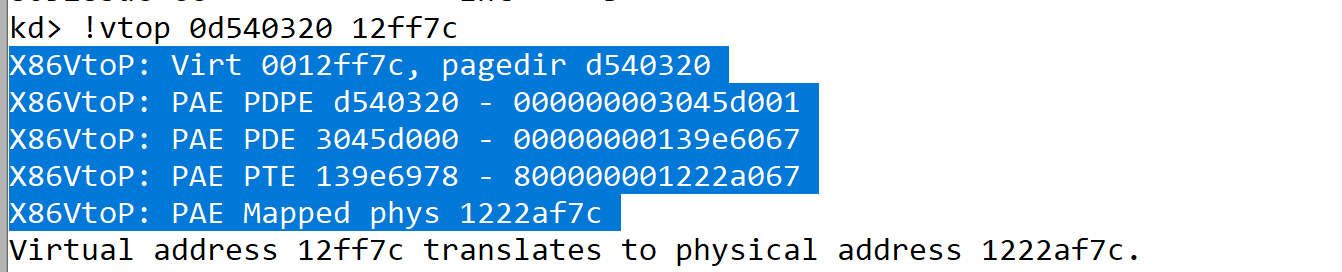 kd> !vtop 0d540320 12ff7c
X86VtoP: Virt 0012ff7c, pagedir d540320
X86VtoP: PAE PDPE d540320 - 000000003045d001
X86VtoP: PAE PDE 3045d000 - 00000000139e6067
X86VtoP: PAE PTE 139e6978 - 800000001222a067
X86VtoP: PAE Mapped phys 1222af7c
Virtual address 12ff7c translates to physical address 1222af7c.